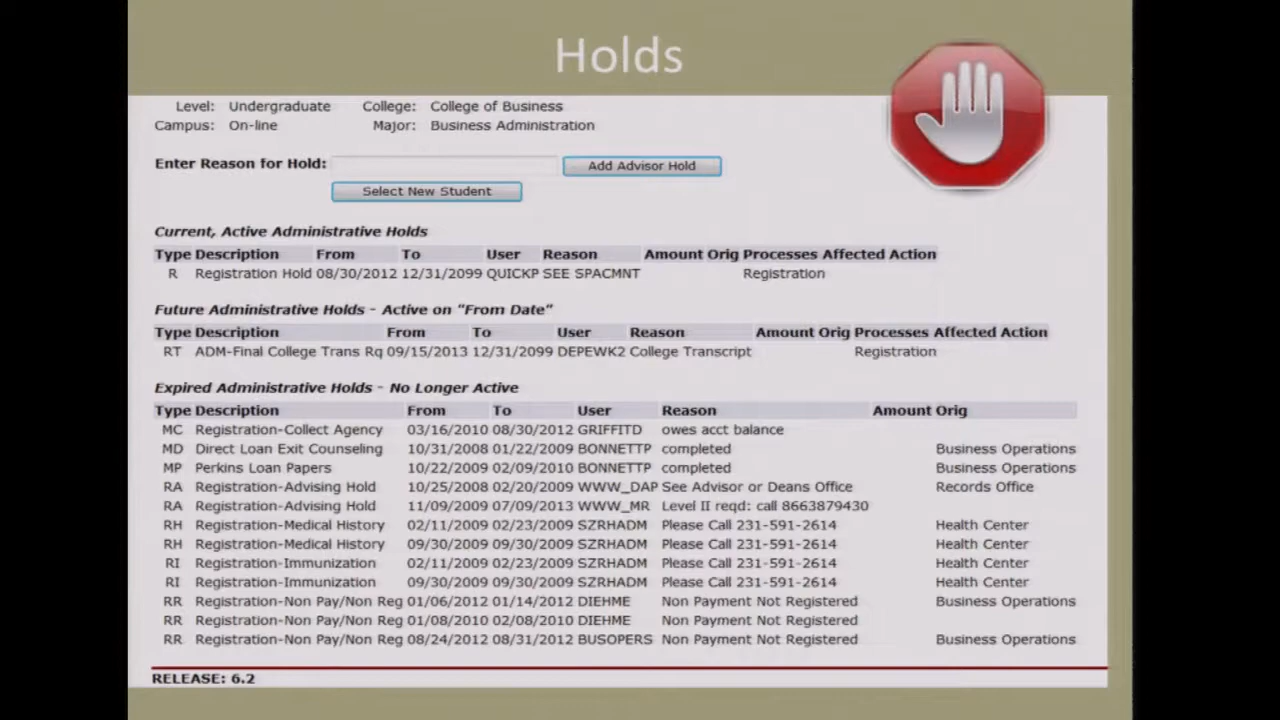 Holds
Level: Undergraduate College: College of Business
Campus: On-line Major: Business Administration
Enter Reason for Hold: Add Advisor Hold
Select New Student
Current, Active Administrative Holds
Type Description From To User Reason Amount Orig Processes Affected Action
R Registration Hold 08/30/2012 12/31/2099 QUICKP SEE SPACMNT Registration
Future Administrative Holds - Active on "From Date"
Type Description From To User Reason Amount Orig Processes Affected Action
RT ADM-Final College Trans Rq 09/15/2013 12/31/2099 DEPEWK2 College Transcript Registration
Expired Administrative Holds - No Longer Active
Type Description From To User Reason Amount Orig
MC Registration-Collect Agency 03/16/2010 08/30/2012 GRIFFITD owes acct balance
MD Direct Loan Exit Counseling 10/31/2008 01/22/2009 BONNETTP completed Business Operations
MP Perkins Loan Papers 10/22/2009 02/09/2010 BONNETTP completed Business Operations
RA Registration-Advising Hold 10/25/2008 02/20/2009 WWW_DAP See Advisor or Deans Office Records Office
RA Registration-Advising Hold 11/09/2009 07/09/2013 WWW_MR Level II reqd: call 8663879430
RH Registration-Medical History 02/11/2009 02/23/2009 SZRHADM Please Call 231-591-2614 Health Center
RH Registration-Medical History 09/30/2009 09/30/2009 SZRHADM Please Call 231-591-2614 Health Center
RI Registration-Immunization 02/11/2009 02/23/2009 SZRHADM Please Call 231-591-2614 Health Center
RI Registration-Immunization 09/30/2009 09/30/2009 SZRHADM Please Call 231-591-2614 Health Center
RR Registration-Non Pay/Non Reg 01/06/2012 01/14/2012 DIEHME Non Payment Not Registered Business Operations
RR Registration-Non Pay/Non Reg 01/08/2010 02/08/2010 DIEHME Non Payment Not Registered
RR Registration-Non Pay/Non Reg 08/24/2012 08/31/2012 BUSOPERS Non Payment Not Registered Business Operations
RELEASE: 6.2